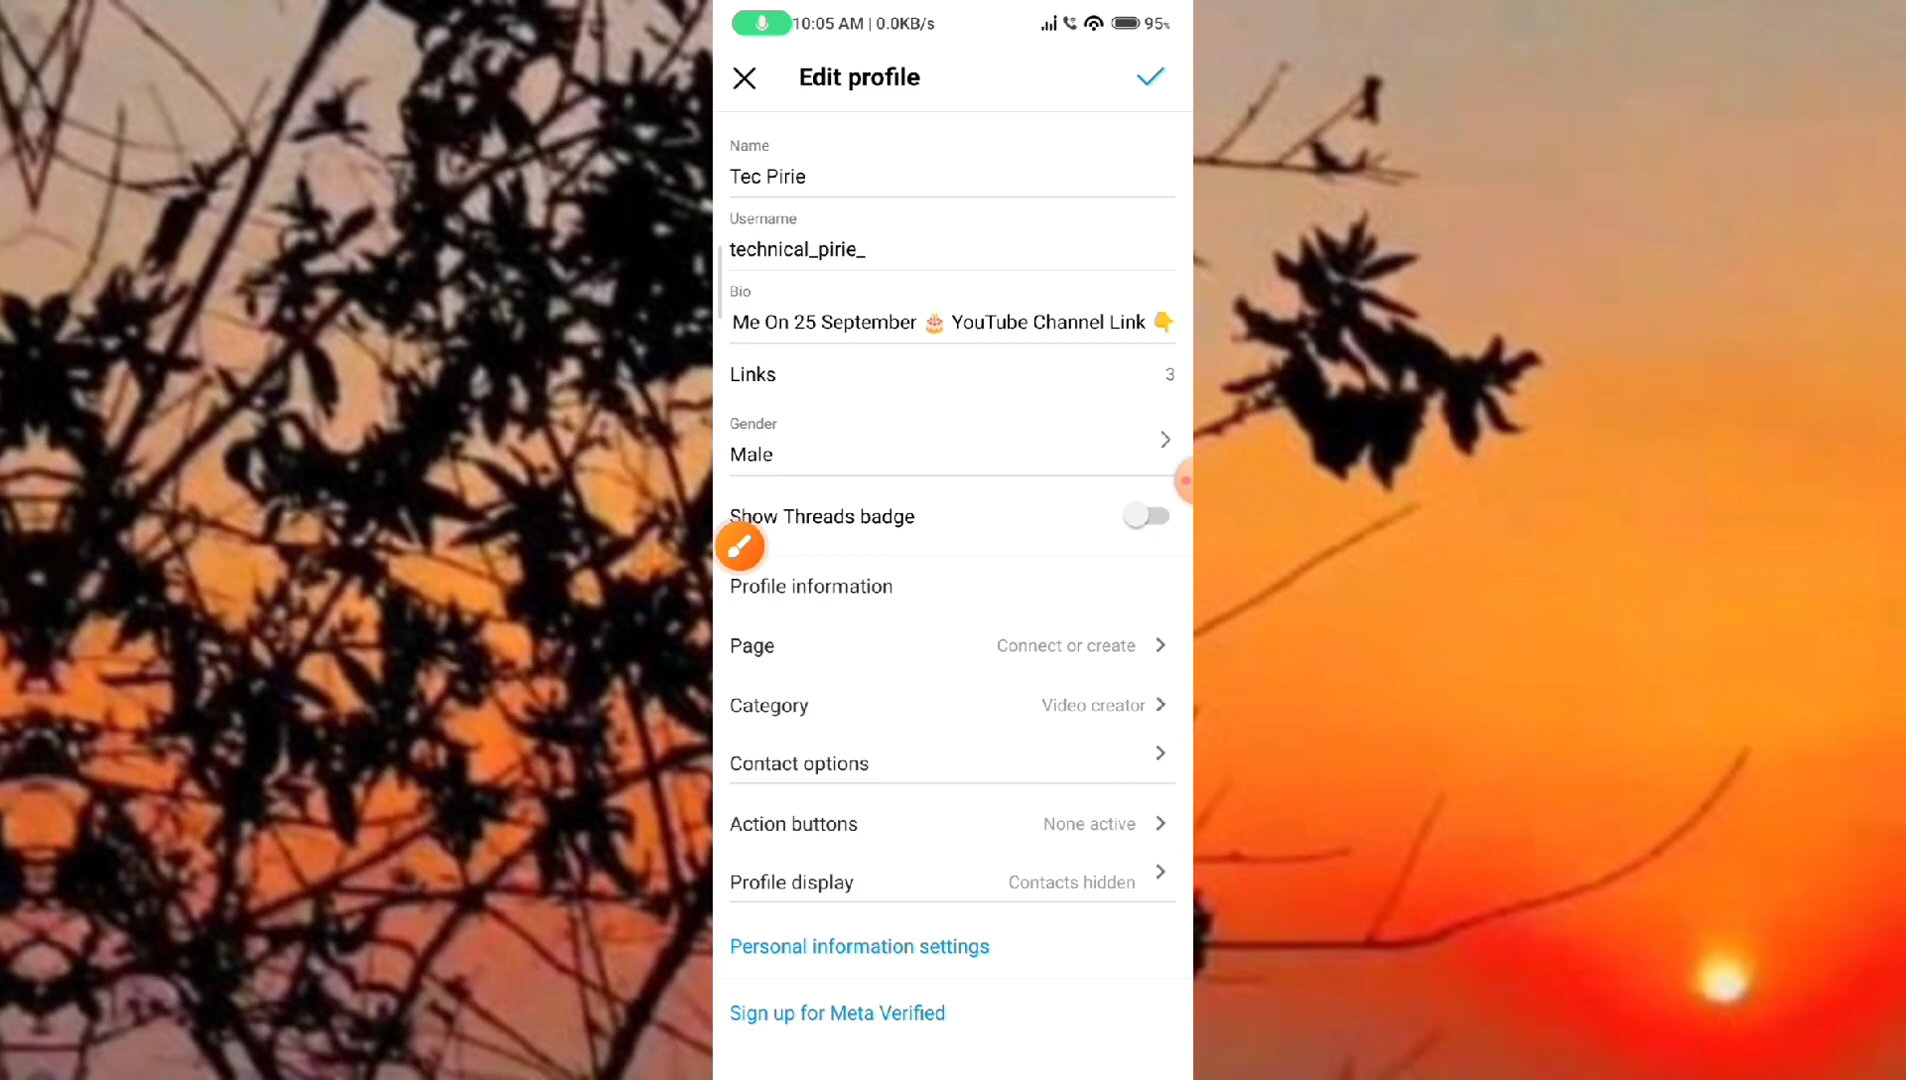 10:05 AM | 0.0KB/s 95%
Edit profile
Name
Tec Pirie
Username
technical_pirie_
Bio
Me On 25 September 🎂 YouTube Channel Link 👇
Links 3
Gender
Male
Show Threads badge
Profile information
Page Connect or create
Category Video creator
Contact options
Action buttons None active
Profile display Contacts hidden
Personal information settings
Sign up for Meta Verified